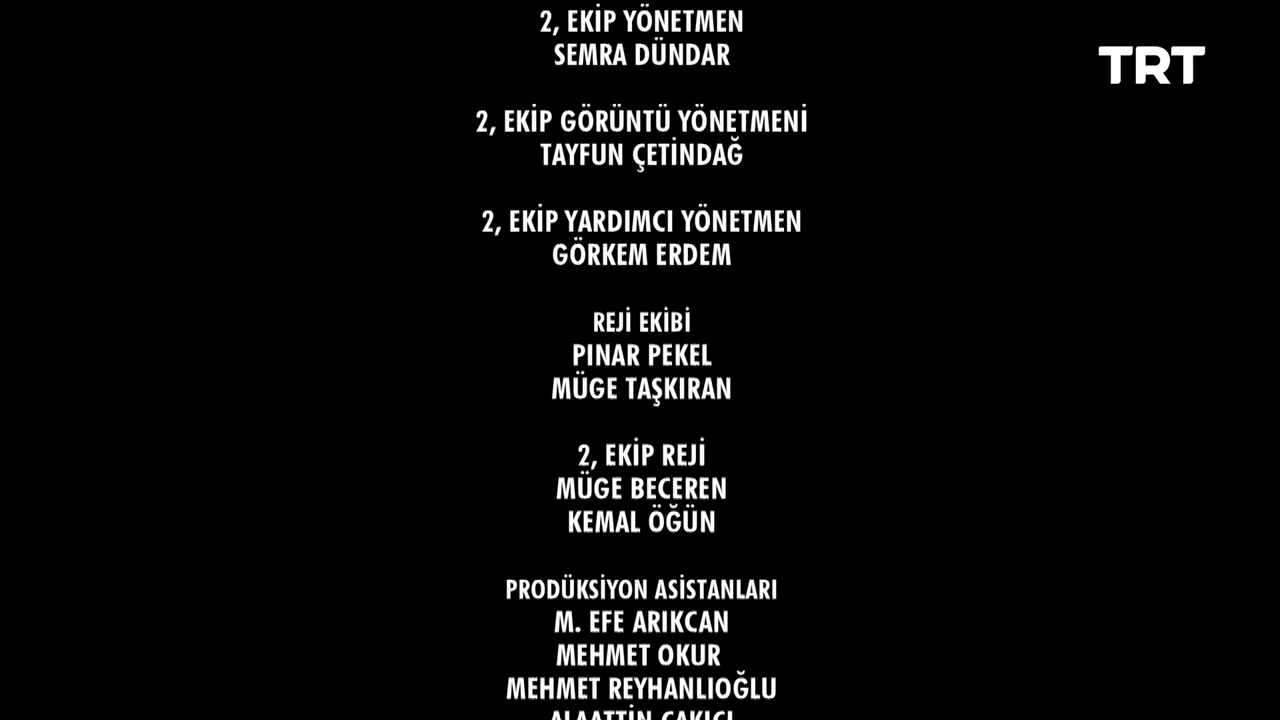 2, EKİP YÖNETMEN
SEMRA DÜNDAR
TRT
2, EKİP GÖRÜNTÜ YÖNETMENİ
TAYFUN ÇETİNDAĞ
2, EKİP YARDIMCI YÖNETMEN
GÖRKEM ERDEM
REJİ EKİBİ
PINAR PEKEL
MÜGE TAŞKIRAN
2, EKİP REJİ
MÜGE BECEREN
KEMAL ÖĞÜN
PRODÜKSİYON ASİSTANLARI
M. EFE ARIKCAN
MEHMET OKUR
MEHMET REYHANLIOĞLU